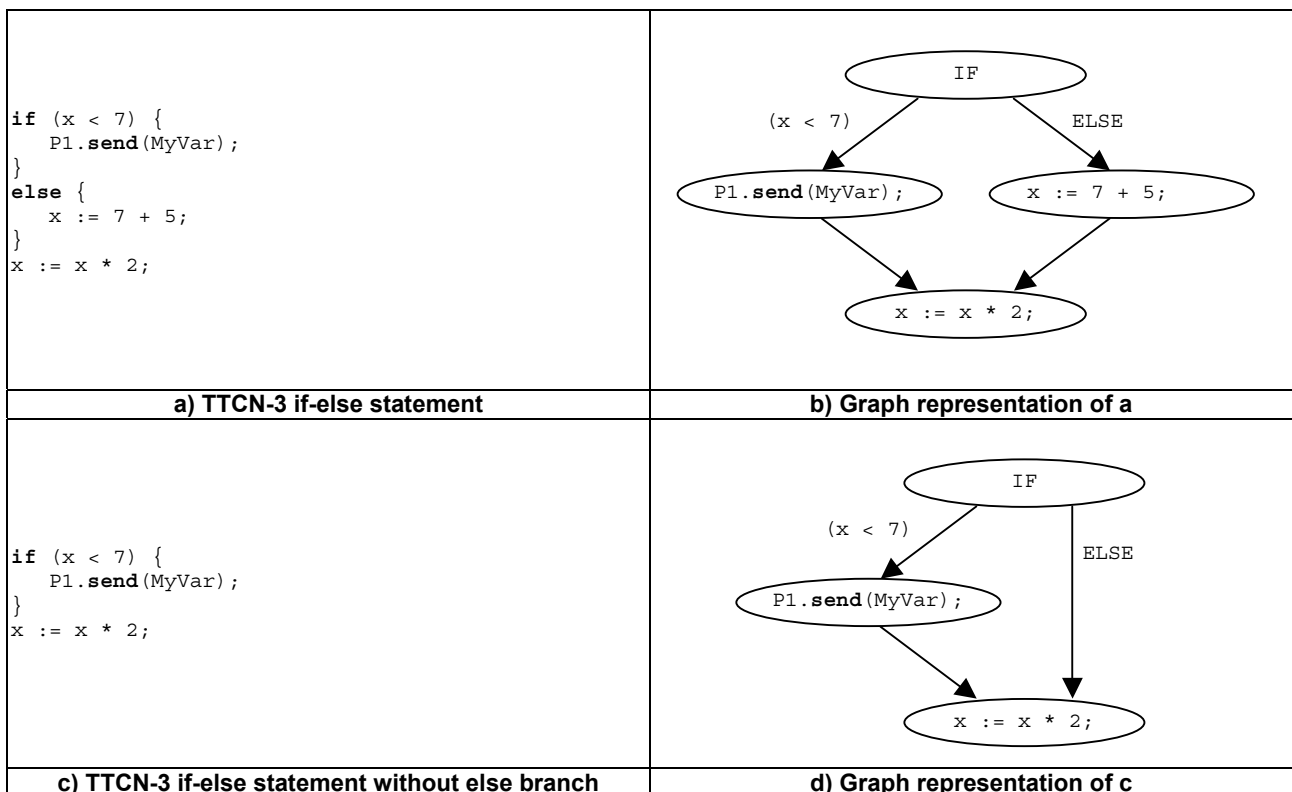 if (x < 7) {
   P1.send(MyVar);
}
else {
   x := 7 + 5;
}
x := x * 2;
IF
(x < 7)
ELSE
P1.send(MyVar);
x := 7 + 5;
x := x * 2;
a) TTCN-3 if-else statement
b) Graph representation of a
if (x < 7) {
   P1.send(MyVar);
}
x := x * 2;
IF
(x < 7)
ELSE
P1.send(MyVar);
x := x * 2;
c) TTCN-3 if-else statement without else branch
d) Graph representation of c